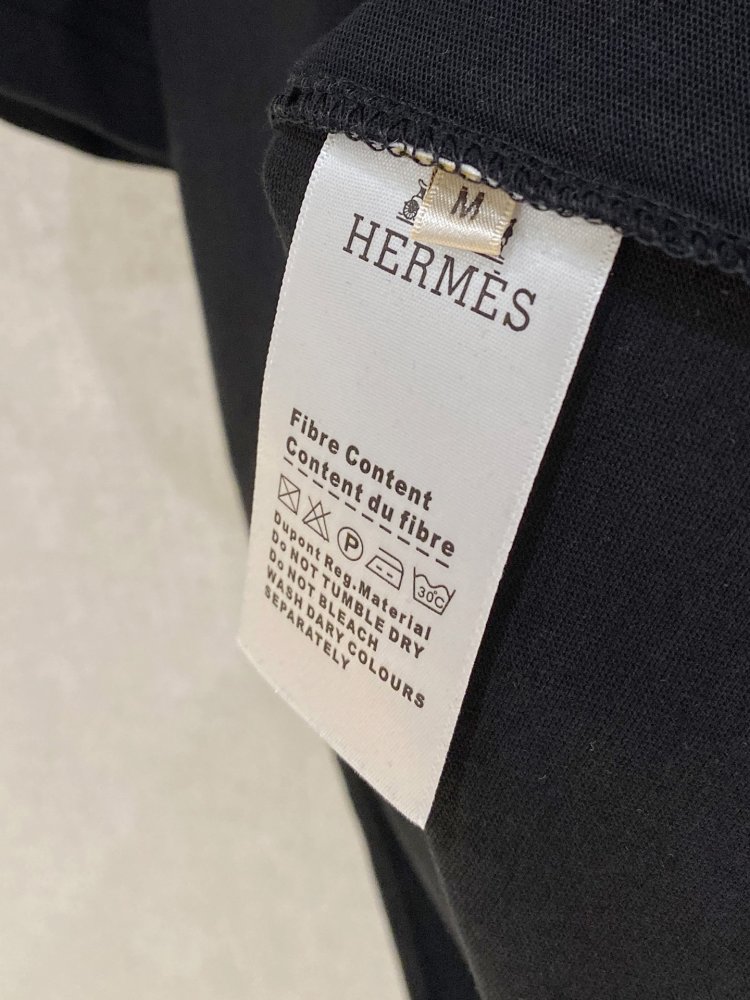 M
HERMÈS
Fibre Content
Content du fibre
P
30°C
Dupont Reg.Material
Do NOT TUMBLE DRY
Do NOT BLEACH
WASH DARY COLOURS
SEPARATELY